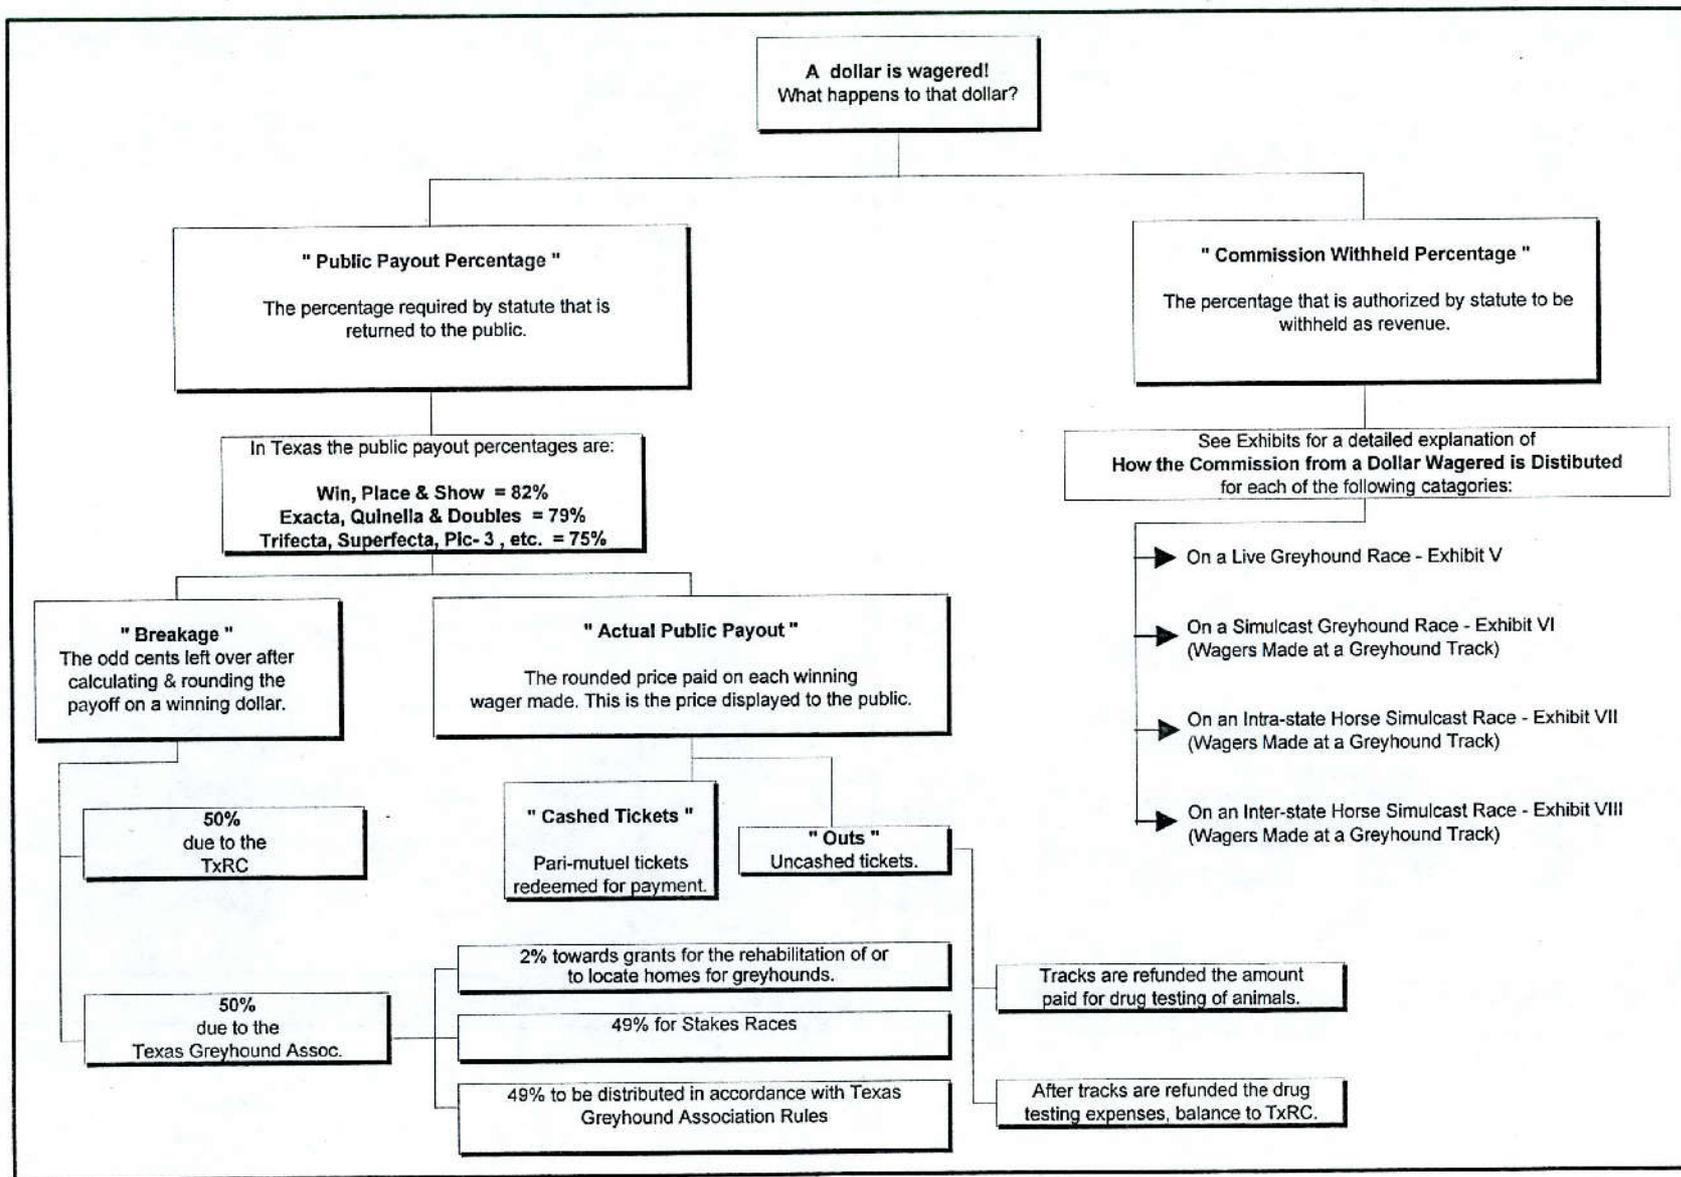 A dollar is wagered!
What happens to that dollar?
" Public Payout Percentage "
The percentage required by statute that is
returned to the public.
" Commission Withheld Percentage "
The percentage that is authorized by statute to be
withheld as revenue.
In Texas the public payout percentages are:
Win, Place & Show = 82%
Exacta, Quinella & Doubles = 79%
Trifecta, Superfecta, Pic- 3 , etc. = 75%
See Exhibits for a detailed explanation of
How the Commission from a Dollar Wagered is Distibuted
for each of the following catagories:
On a Live Greyhound Race - Exhibit V
On a Simulcast Greyhound Race - Exhibit VI
(Wagers Made at a Greyhound Track)
On an Intra-state Horse Simulcast Race - Exhibit VII
(Wagers Made at a Greyhound Track)
On an Inter-state Horse Simulcast Race - Exhibit VIII
(Wagers Made at a Greyhound Track)
" Breakage "
The odd cents left over after
calculating & rounding the
payoff on a winning dollar.
" Actual Public Payout "
The rounded price paid on each winning
wager made. This is the price displayed to the public.
50%
due to the
TxRC
" Cashed Tickets "
Pari-mutuel tickets
redeemed for payment.
" Outs "
Uncashed tickets.
50%
due to the
Texas Greyhound Assoc.
2% towards grants for the rehabilitation of or
to locate homes for greyhounds.
49% for Stakes Races
49% to be distributed in accordance with Texas
Greyhound Association Rules
Tracks are refunded the amount
paid for drug testing of animals.
After tracks are refunded the drug
testing expenses, balance to TxRC.